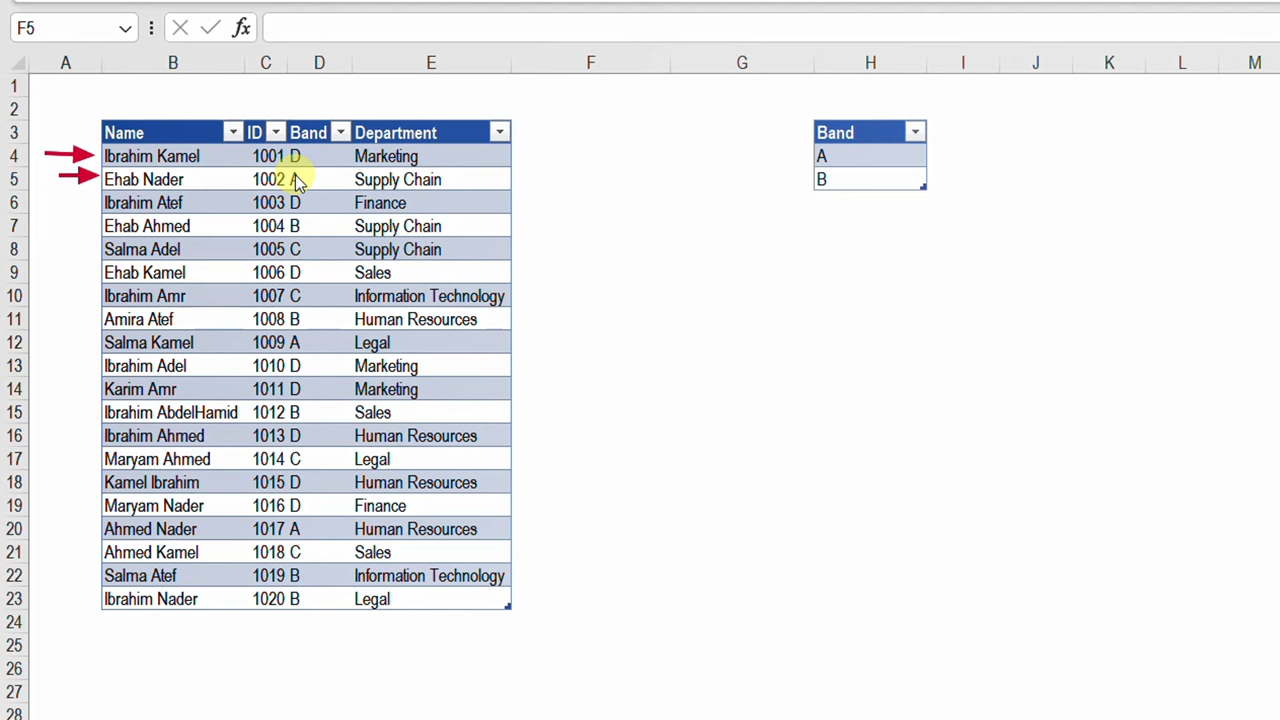 F5
fx
A B C D E F G H I J K L M
1
2
3 Name ID Band Department Band
4 Ibrahim Kamel 1001 D Marketing A
5 Ehab Nader 1002 A Supply Chain B
6 Ibrahim Atef 1003 D Finance
7 Ehab Ahmed 1004 B Supply Chain
8 Salma Adel 1005 C Supply Chain
9 Ehab Kamel 1006 D Sales
10 Ibrahim Amr 1007 C Information Technology
11 Amira Atef 1008 B Human Resources
12 Salma Kamel 1009 A Legal
13 Ibrahim Adel 1010 D Marketing
14 Karim Amr 1011 D Marketing
15 Ibrahim AbdelHamid 1012 B Sales
16 Ibrahim Ahmed 1013 D Human Resources
17 Maryam Ahmed 1014 C Legal
18 Kamel Ibrahim 1015 D Human Resources
19 Maryam Nader 1016 D Finance
20 Ahmed Nader 1017 A Human Resources
21 Ahmed Kamel 1018 C Sales
22 Salma Atef 1019 B Information Technology
23 Ibrahim Nader 1020 B Legal
24
25
26
27
28